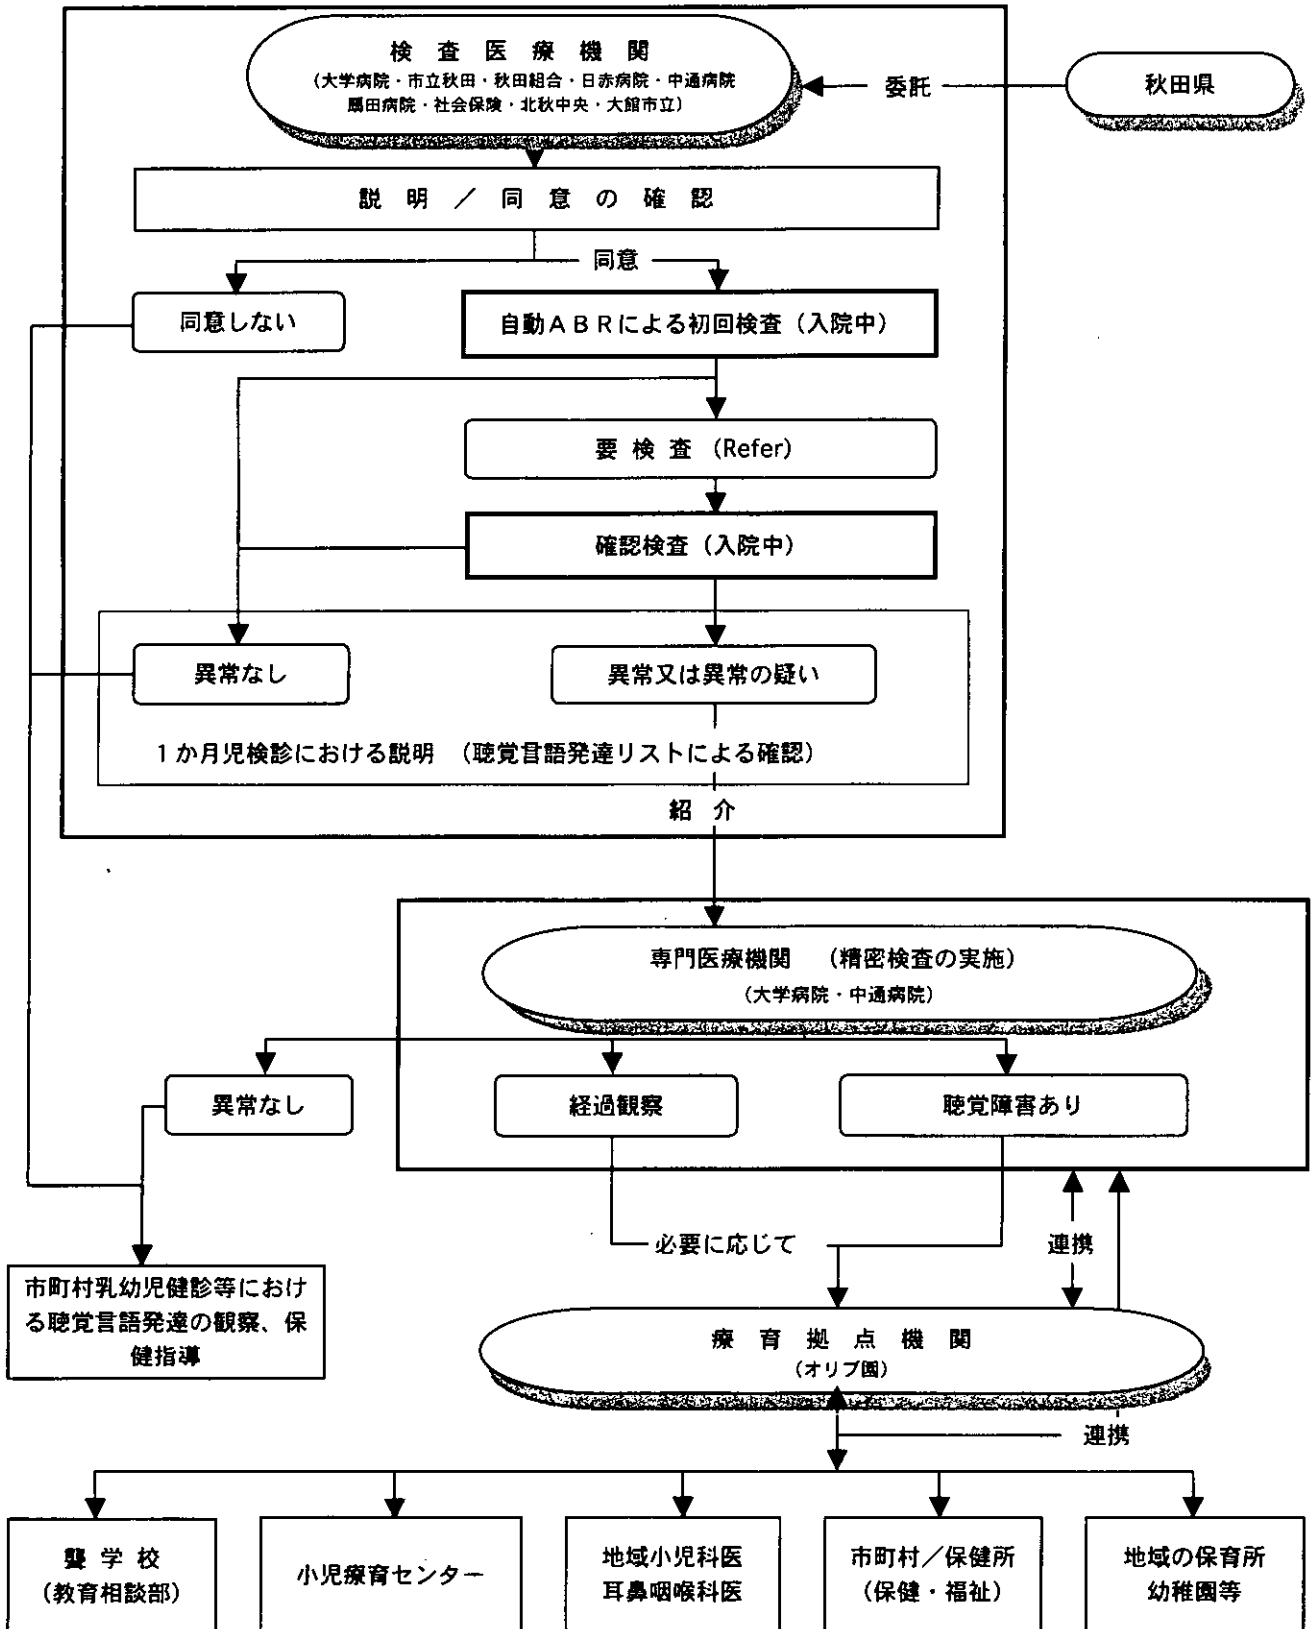 検査医療機関
(大学病院・市立秋田・秋田組合・日赤病院・中通病院
鷹田病院・社会保険・北秋中央・大館市立)
委託
秋田県
説明／同意の確認
同意
同意しない
自動ＡＢＲによる初回検査(入院中)
要検査(Refer)
確認検査(入院中)
異常なし
異常又は異常の疑い
1か月児検診における説明 (聴覚言語発達リストによる確認)
紹介
専門医療機関 (精密検査の実施)
(大学病院・中通病院)
異常なし
経過観察
聴覚障害あり
必要に応じて
連携
市町村乳幼児健診等におけ
る聴覚言語発達の観察、保
健指導
療育拠点機関
(オリブ園)
連携
聾学校
(教育相談部)
小児療育センター
地域小児科医
耳鼻咽喉科医
市町村／保健所
(保健・福祉)
地域の保育所
幼稚園等